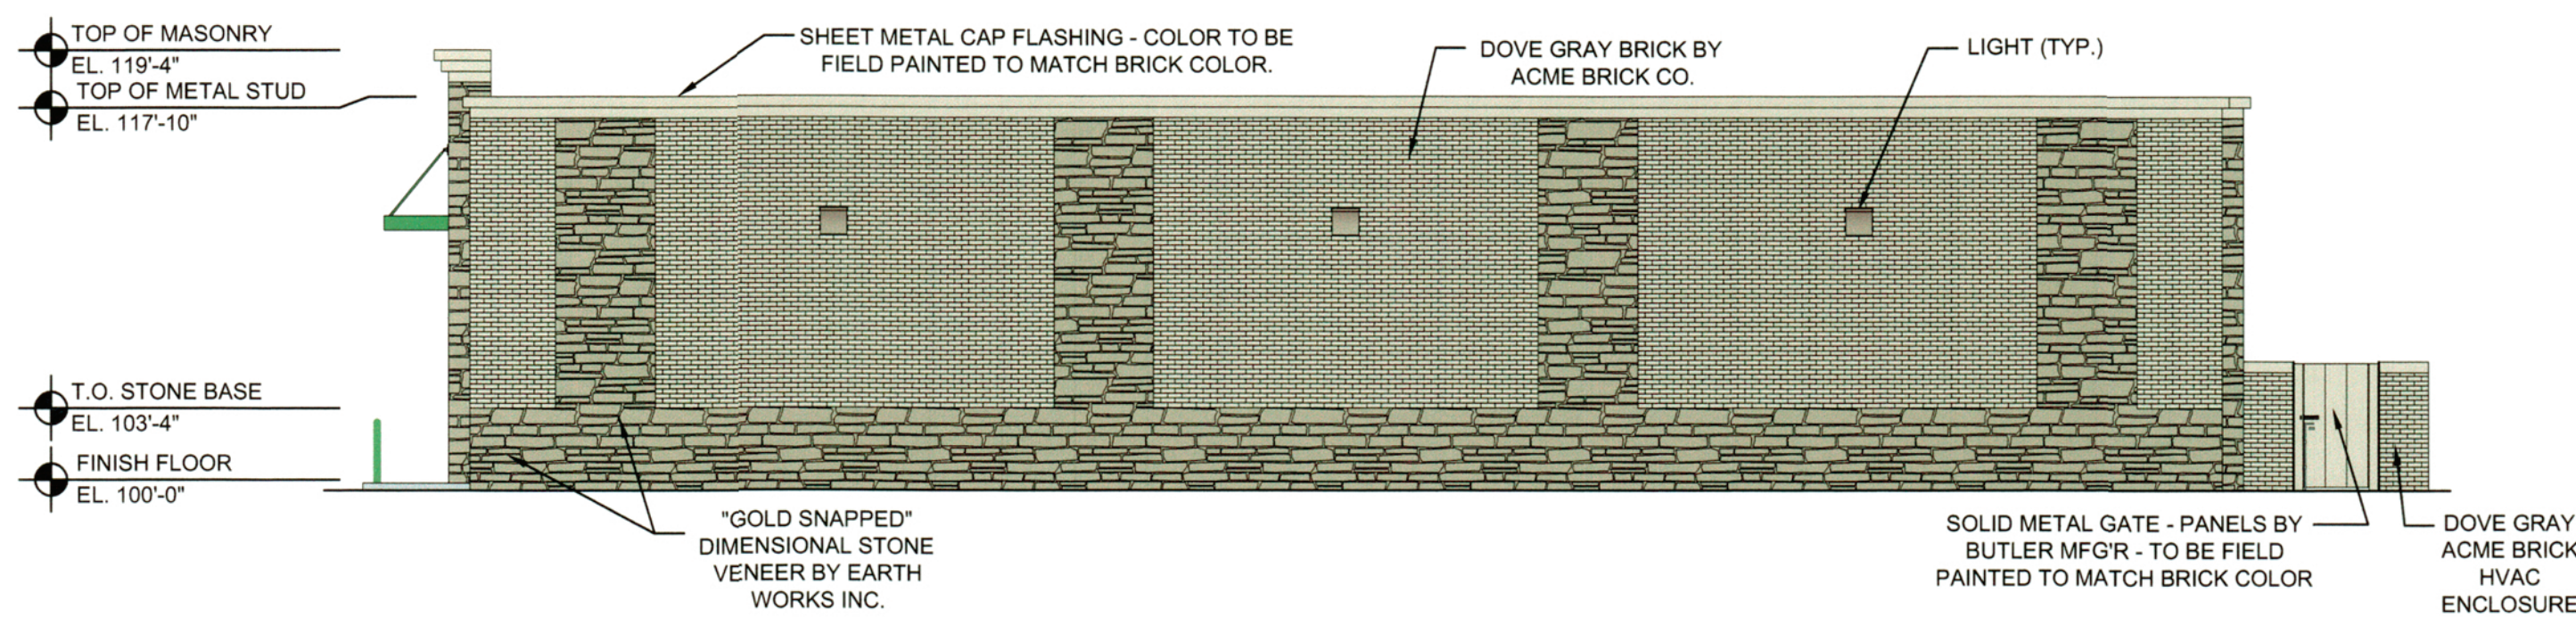 TOP OF MASONRY
EL. 119'-4"
TOP OF METAL STUD
EL. 117'-10"
T.O. STONE BASE
EL. 103'-4"
FINISH FLOOR
EL. 100'-0"
SHEET METAL CAP FLASHING - COLOR TO BE
FIELD PAINTED TO MATCH BRICK COLOR.
DOVE GRAY BRICK BY
ACME BRICK CO.
LIGHT (TYP.)
"GOLD SNAPPED"
DIMENSIONAL STONE
VENEER BY EARTH
WORKS INC.
SOLID METAL GATE - PANELS BY
BUTLER MFG'R - TO BE FIELD
PAINTED TO MATCH BRICK COLOR
DOVE GRAY
ACME BRICK
HVAC
ENCLOSURE